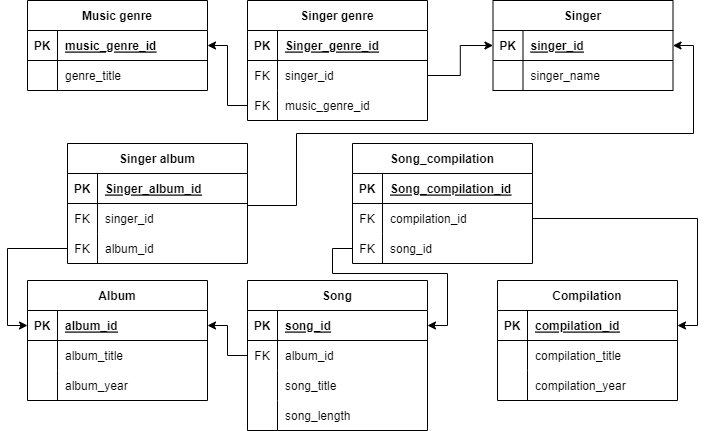 Music genre
PK music_genre_id
genre_title
Singer genre
PK Singer_genre_id
FK singer_id
FK music_genre_id
Singer
PK singer_id
singer_name
Singer album
PK Singer_album_id
FK singer_id
FK album_id
Song_compilation
PK Song_compilation_id
FK compilation_id
FK song_id
Album
PK album_id
album_title
album_year
Song
PK song_id
FK album_id
song_title
song_length
Compilation
PK compilation_id
compilation_title
compilation_year